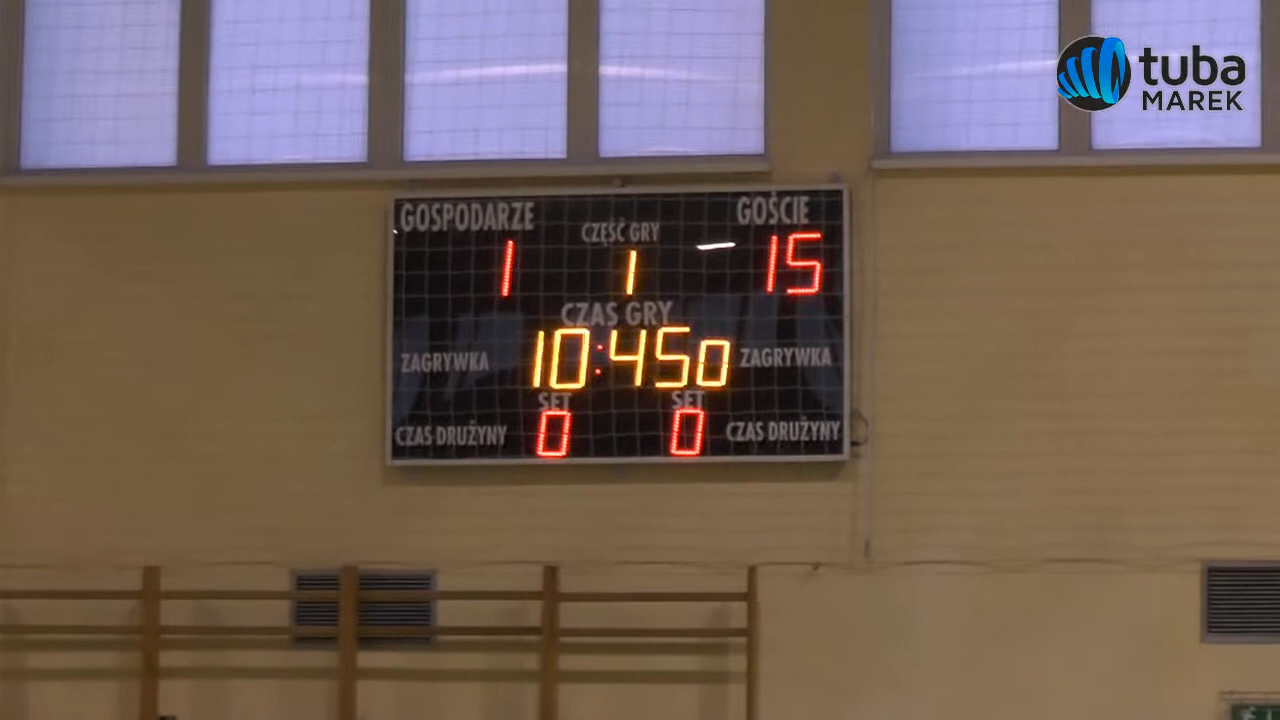 tuba
MAREK
GOSPODARZE
CZĘŚĆ GRY
GOŚCIE
1
1
15
CZAS GRY
ZAGRYWKA
10:450
ZAGRYWKA
SET
SET
CZAS DRUŻYNY
0
0
CZAS DRUŻYNY